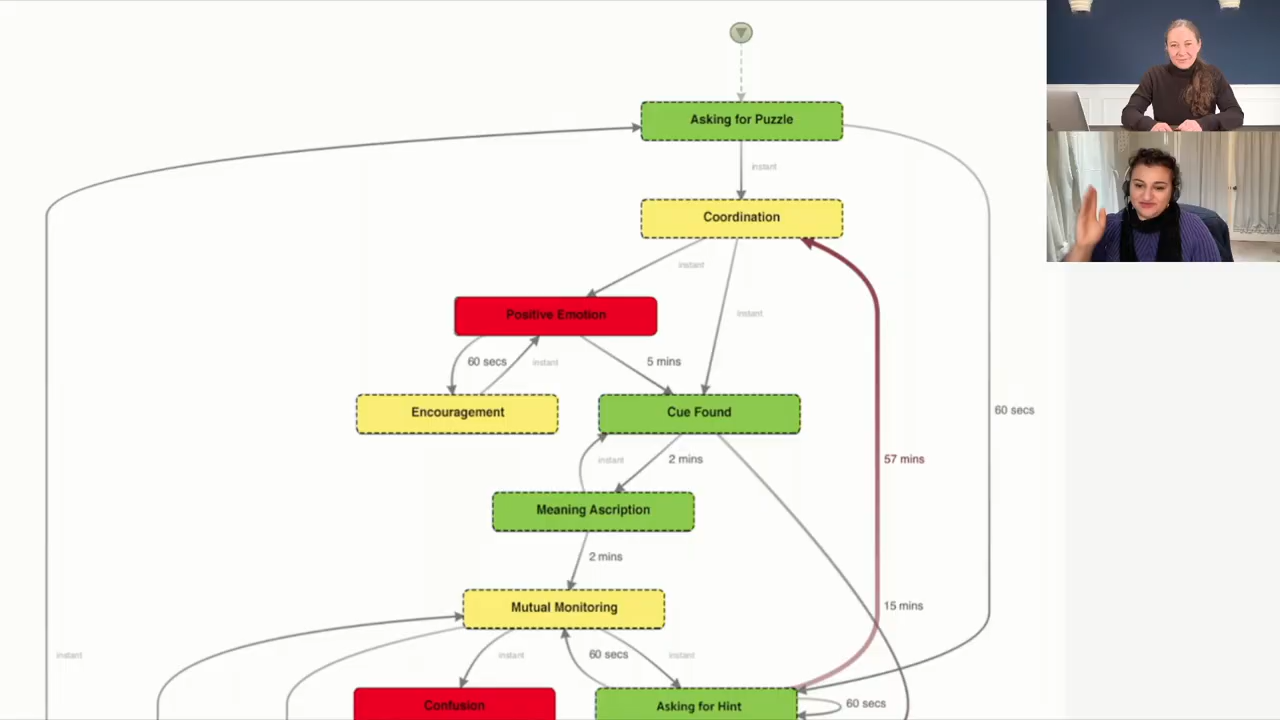 Asking for Puzzle
instant
Coordination
instant
Positive Emotion
instant
60 secs
instant
5 mins
Encouragement
Cue Found
60 secs
instant
2 mins
57 mins
Meaning Ascription
2 mins
Mutual Monitoring
15 mins
instant
instant
60 secs
instant
Confusion
Asking for Hint
60 secs